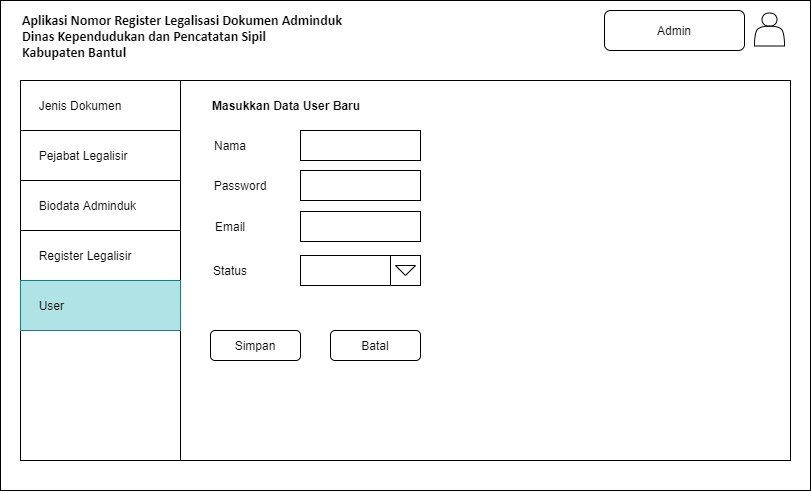 Aplikasi Nomor Register Legalisasi Dokumen Adminduk
Dinas Kependudukan dan Pencatatan Sipil
Kabupaten Bantul
Admin
Jenis Dokumen
Pejabat Legalisir
Biodata Adminduk
Register Legalisir
User
Masukkan Data User Baru
Nama
Password
Email
Status
Simpan
Batal